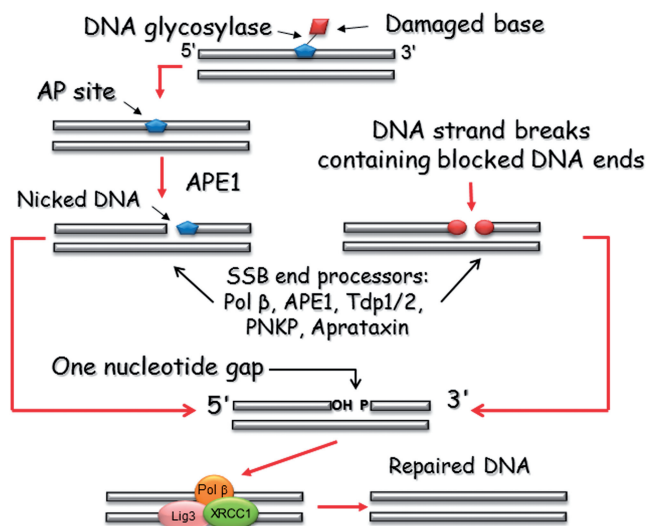 DNA glycosylase
Damaged base
5'
3'
AP site
DNA strand breaks
containing blocked DNA ends
APE1
Nicked DNA
SSB end processors:
Pol β, APE1, Tdp1/2,
PNKP, Aprataxin
One nucleotide gap
5'
OH P
3'
Repaired DNA
Pol β
Lig3
XRCC1